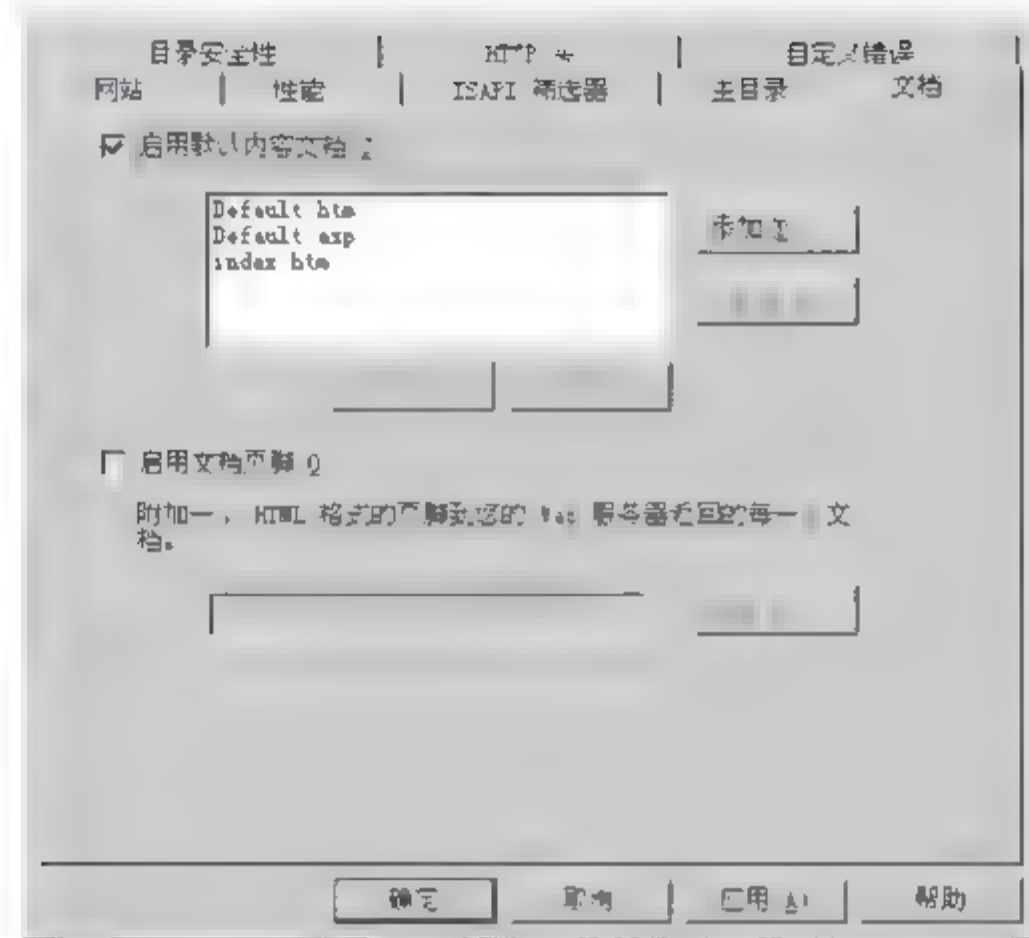 目录安全性 HTTP 头 自定义错误
网站 性能 ISAPI 筛选器 主目录 文档
启用默认内容文档
Default htm
Default asp
index htm
添加
启用文档页脚 O
附加一 HTML 格式的页脚到您的 Web 服务器返回的每一 文
档。
确定 取消 应用 A 帮助